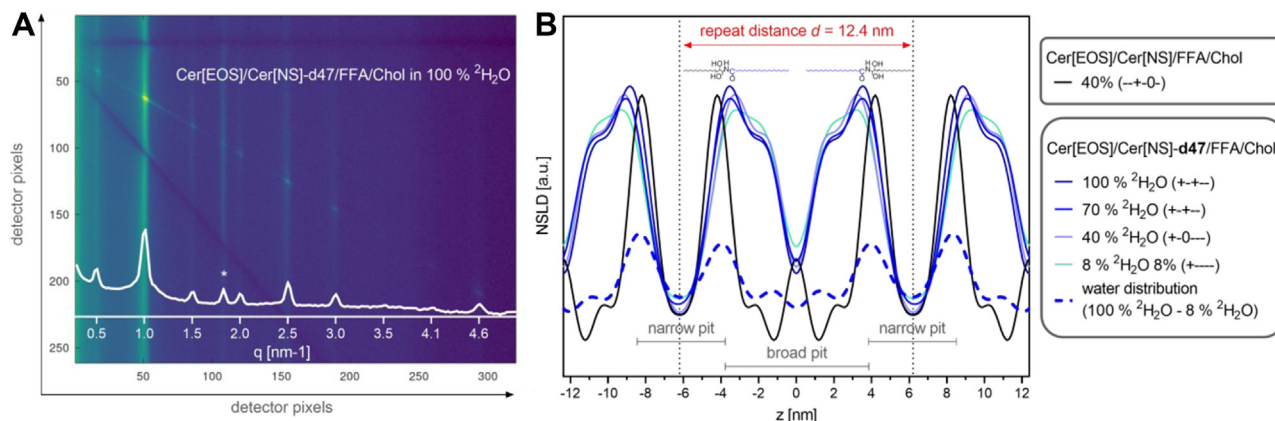 A
detector pixels
detector pixels
50
100
150
200
250
Cer[EOS]/Cer[NS]-d47/FFA/Chol in 100 % ²H₂O
*
0.5 1.0 1.5 1.8 2.0 2.5 3.0 3.5 4.1 4.6
q [nm-1]
50 100 150 200 250 300
detector pixels
B
repeat distance d = 12.4 nm
NSLD [a.u.]
narrow pit
narrow pit
broad pit
-12 -10 -8 -6 -4 -2 0 2 4 6 8 10 12
z [nm]
Cer[EOS]/Cer[NS]/FFA/Chol
40% (--+-0-)
Cer[EOS]/Cer[NS]-d47/FFA/Chol
100 % ²H₂O (+-+--)
70 % ²H₂O (+-+--)
40 % ²H₂O (+-0---)
8 % ²H₂O 8% (+----)
water distribution
(100 % ²H₂O - 8 % ²H₂O)